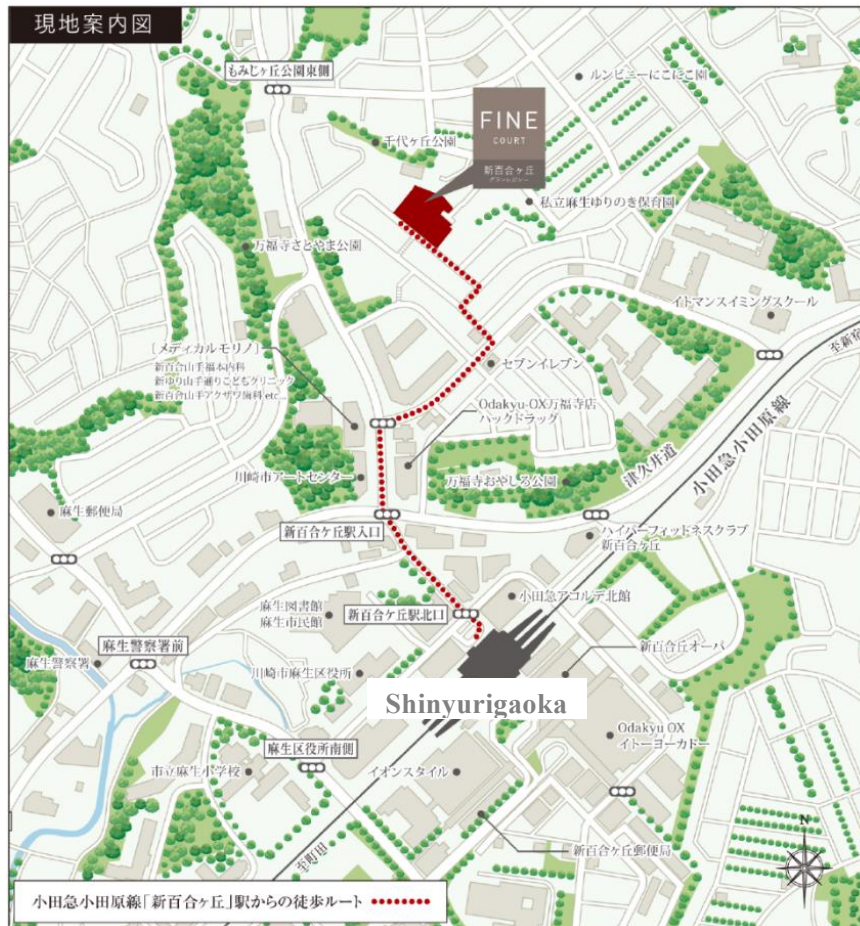 現地案内図
もみじヶ丘公園東側
ルンビニーにこにこ園
FINE
COURT
新百合ヶ丘
千代ヶ丘公園
私立麻生ゆりのき保育園
万福寺さとやま公園
イトマンスイミングスクール
至新宿
[メディカルモリノ]
新百合山手福本内科
新ゆり山手通りこどもクリニック
新百合山手アクザワ歯科 etc
セブンイレブン
Odakyu OX万福寺店
ハックドラッグ
小田急小田原線
津久井道
川崎市アートセンター
万福寺おやしろ公園
麻生郵便局
新百合ケ丘駅入口
ハイパーフィットネスクラブ
新百合ヶ丘
小田急アコルデ北館
麻生図書館
麻生市民館
新百合ケ丘駅北口
麻生警察署前
新百合丘オーパ
麻生警察署
川崎市麻生区役所
Shinyurigaoka
Odakyu OX
イトーヨーカドー
麻生区役所南側
市立麻生小学校
イオンスタイル
新百合ヶ丘郵便局
至町田
N
小田急小田原線「新百合ヶ丘」駅からの徒歩ルート